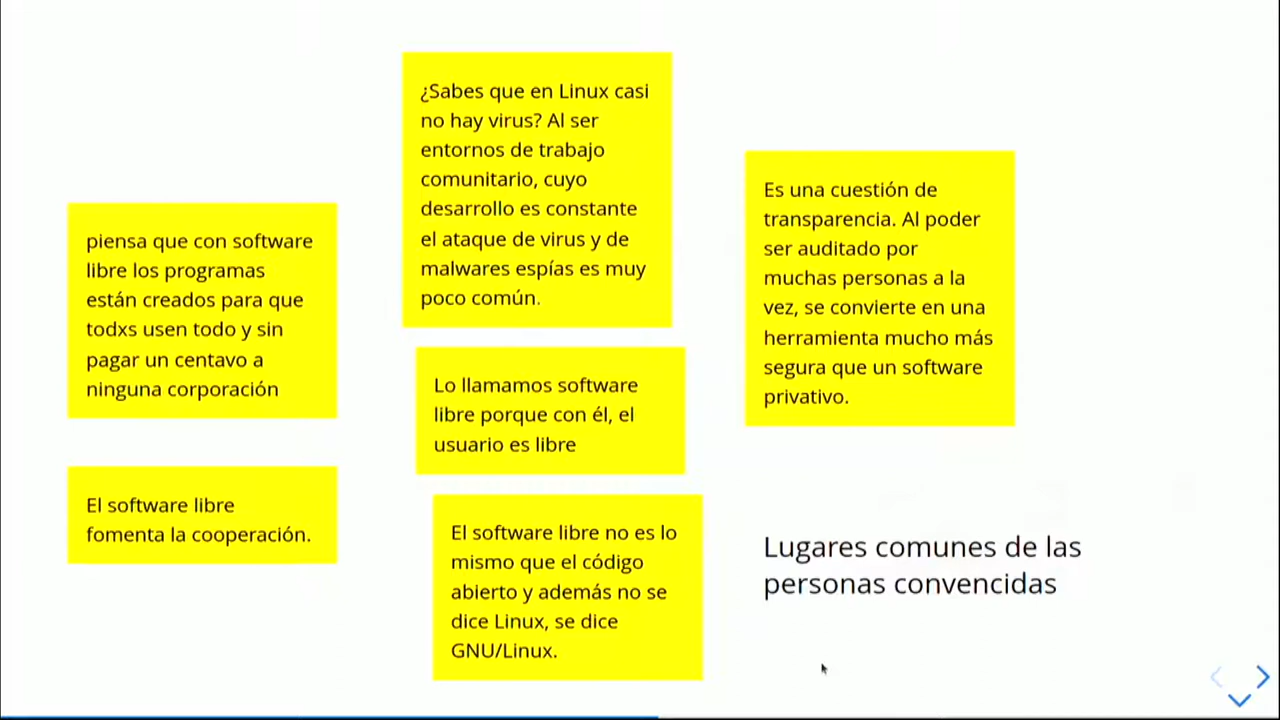 piensa que con software
libre los programas
están creados para que
todxs usen todo y sin
pagar un centavo a
ninguna corporación
El software libre
fomenta la cooperación.
¿Sabes que en Linux casi
no hay virus? Al ser
entornos de trabajo
comunitario, cuyo
desarrollo es constante
el ataque de virus y de
malwares espías es muy
poco común.
Lo llamamos software
libre porque con él, el
usuario es libre
El software libre no es lo
mismo que el código
abierto y además no se
dice Linux, se dice
GNU/Linux.
Es una cuestión de
transparencia. Al poder
ser auditado por
muchas personas a la
vez, se convierte en una
herramienta mucho más
segura que un software
privativo.
Lugares comunes de las
personas convencidas